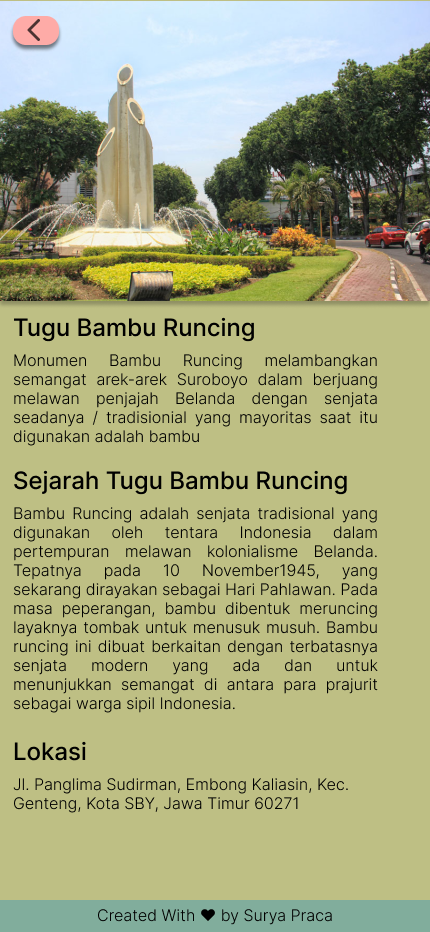 Tugu Bambu Runcing
Monumen Bambu Runcing melambangkan
semangat arek-arek Suroboyo dalam berjuang
melawan penjajah Belanda dengan senjata
seadanya / tradisionial yang mayoritas saat itu
digunakan adalah bambu
Sejarah Tugu Bambu Runcing
Bambu Runcing adalah senjata tradisional yang
digunakan oleh tentara Indonesia dalam
pertempuran melawan kolonialisme Belanda.
Tepatnya pada 10 November1945, yang
sekarang dirayakan sebagai Hari Pahlawan. Pada
masa peperangan, bambu dibentuk meruncing
layaknya tombak untuk menusuk musuh. Bambu
runcing ini dibuat berkaitan dengan terbatasnya
senjata modern yang ada dan untuk
menunjukkan semangat di antara para prajurit
sebagai warga sipil Indonesia.
Lokasi
Jl. Panglima Sudirman, Embong Kaliasin, Kec.
Genteng, Kota SBY, Jawa Timur 60271
Created With ♥ by Surya Praca